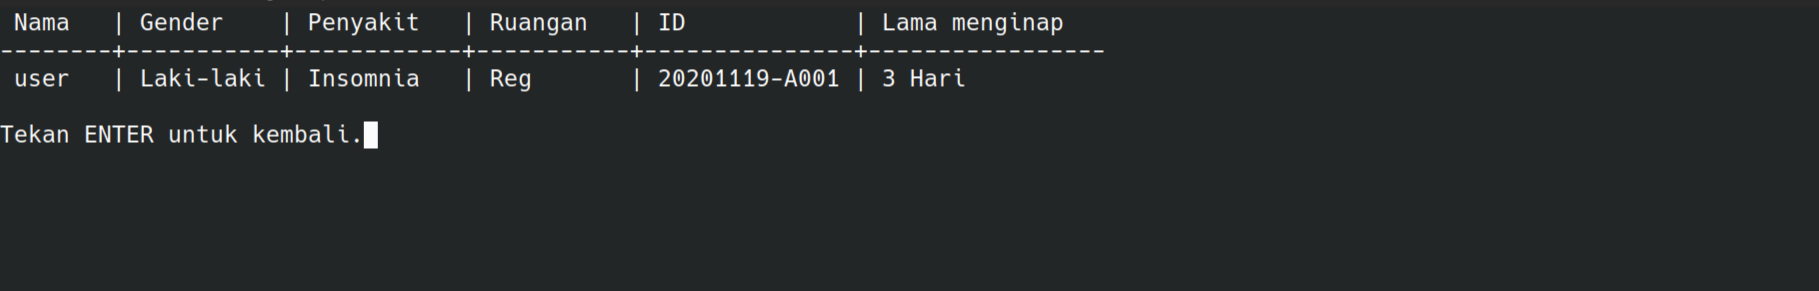 Nama   | Gender    | Penyakit   | Ruangan   | ID            | Lama menginap
--------+-----------+------------+-----------+---------------+-----------------
user   | Laki-laki | Insomnia   | Reg       | 20201119-A001 | 3 Hari
Tekan ENTER untuk kembali.